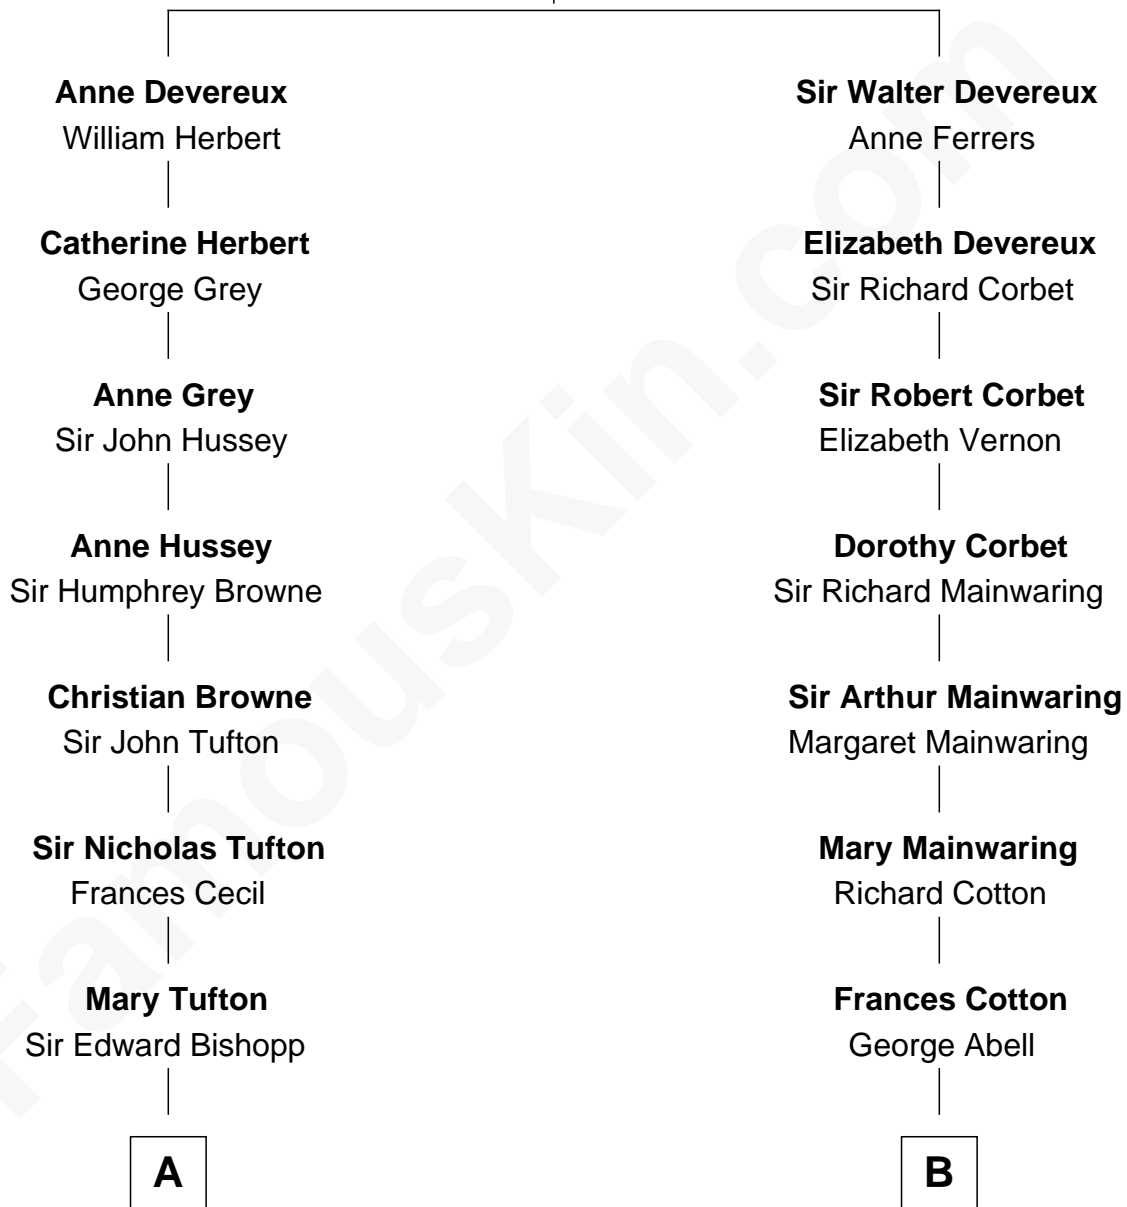 Anne Devereux
William Herbert
Catherine Herbert
George Grey
Anne Grey
Sir John Hussey
Anne Hussey
Sir Humphrey Browne
Christian Browne
Sir John Tufton
Sir Nicholas Tufton
Frances Cecil
Mary Tufton
Sir Edward Bishopp
A
Sir Walter Devereux
Anne Ferrers
Elizabeth Devereux
Sir Richard Corbet
Sir Robert Corbet
Elizabeth Vernon
Dorothy Corbet
Sir Richard Mainwaring
Sir Arthur Mainwaring
Margaret Mainwaring
Mary Mainwaring
Richard Cotton
Frances Cotton
George Abell
B
FamousKin.com